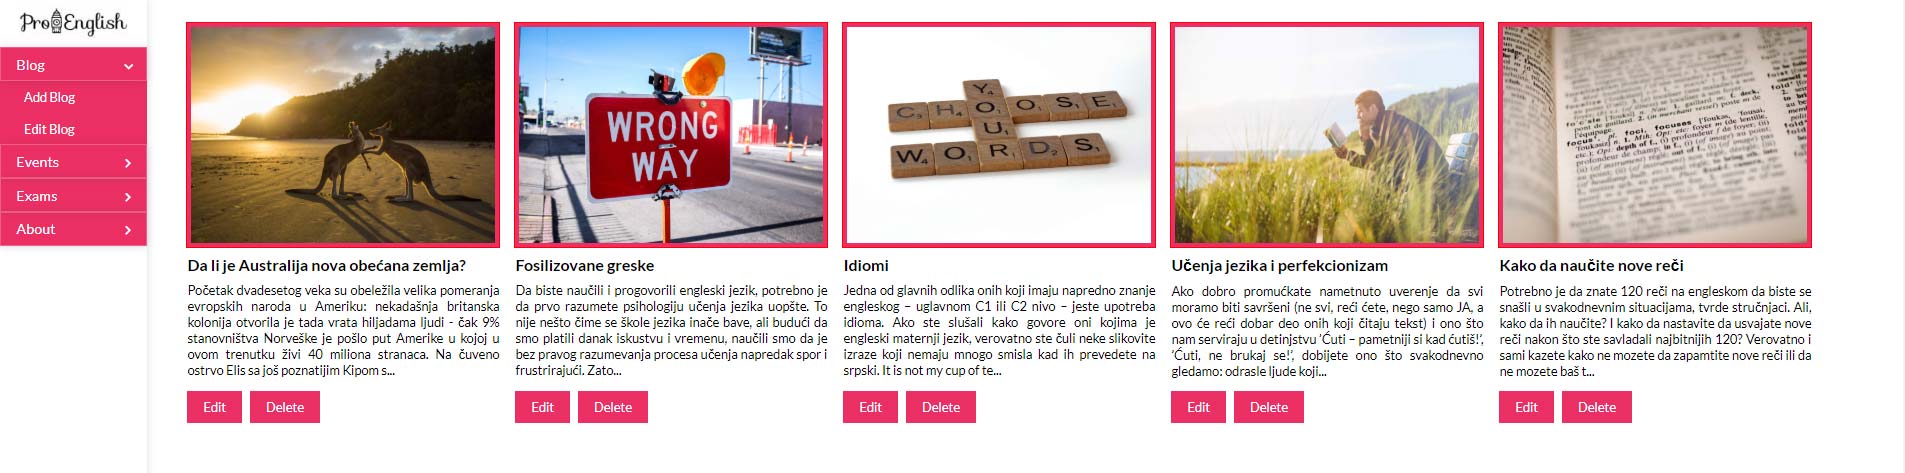 Pro English
Blog
Add Blog
Edit Blog
Events
Exams
About
WRONG
WAY
CHOOSE
YOUR
WORDS
Da li je Australija nova obećana zemlja?
Početak dvadesetog veka su obeležila velika pomeranja
evropskih naroda u Ameriku: nekadašnja britanska
kolonija otvorila je tada vrata hiljadama ljudi - čak 9%
stanovništva Norveške je pošlo put Amerike u kojoj u
ovom trenutku živi 40 miliona stranaca. Na čuveno
ostrvo Elis sa još poznatijim Kipom s...
Edit
Delete
Fosilizovane greske
Da biste naučili i progovorili engleski jezik, potrebno je
da prvo razumete psihologiju učenja jezika uopšte. To
nije nešto čime se škole jezika inače bave, ali budući da
smo platili danak iskustvu i vremenu, naučili smo da je
bez pravog razumevanja procesa učenja napredak spor i
frustrirajući. Zato...
Edit
Delete
Idiomi
Jedna od glavnih odlika onih koji imaju napredno znanje
engleskog – uglavnom C1 ili C2 nivo – jeste upotreba
idioma. Ako ste slušali kako govore oni kojima je
engleski maternji jezik, verovatno ste čuli neke slikovite
izraze koji nemaju mnogo smisla kad ih prevedete na
srpski. It is not my cup of te...
Edit
Delete
Učenja jezika i perfekcionizam
Ako dobro promućkate nametnuto uverenje da svi
moramo biti savršeni (ne svi, reći ćete, nego samo JA, a
ovo će reći dobar deo onih koji čitaju tekst) i ono što
nam serviraju u detinjstvu ‘Ćuti – pametniji si kad ćutiš!’,
‘Ćuti, ne brukaj se!’, dobijete ono što svakodnevno
gledamo: odrasle ljude koji...
Edit
Delete
Kako da naučite nove reči
Potrebno je da znate 120 reči na engleskom da biste se
snašli u svakodnevnim situacijama, tvrde stručnjaci. Ali,
kako da ih naučite? I kako da nastavite da usvajate nove
reči nakon što ste savladali najbitnijih 120? Verovatno i
sami kazete kako ne mozete da zapamtite nove reči ili da
ne mozete baš t...
Edit
Delete